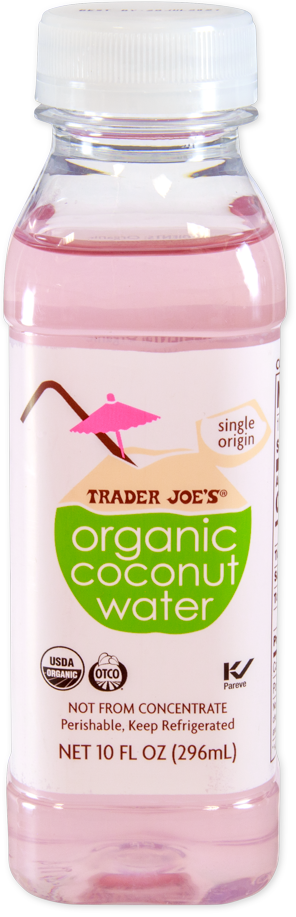 single
origin
TRADER JOE'S®
organic
coconut
water
USDA
ORGANIC
OTCO
K
Pareve
NOT FROM CONCENTRATE
Perishable, Keep Refrigerated
NET 10 FL OZ (296mL)